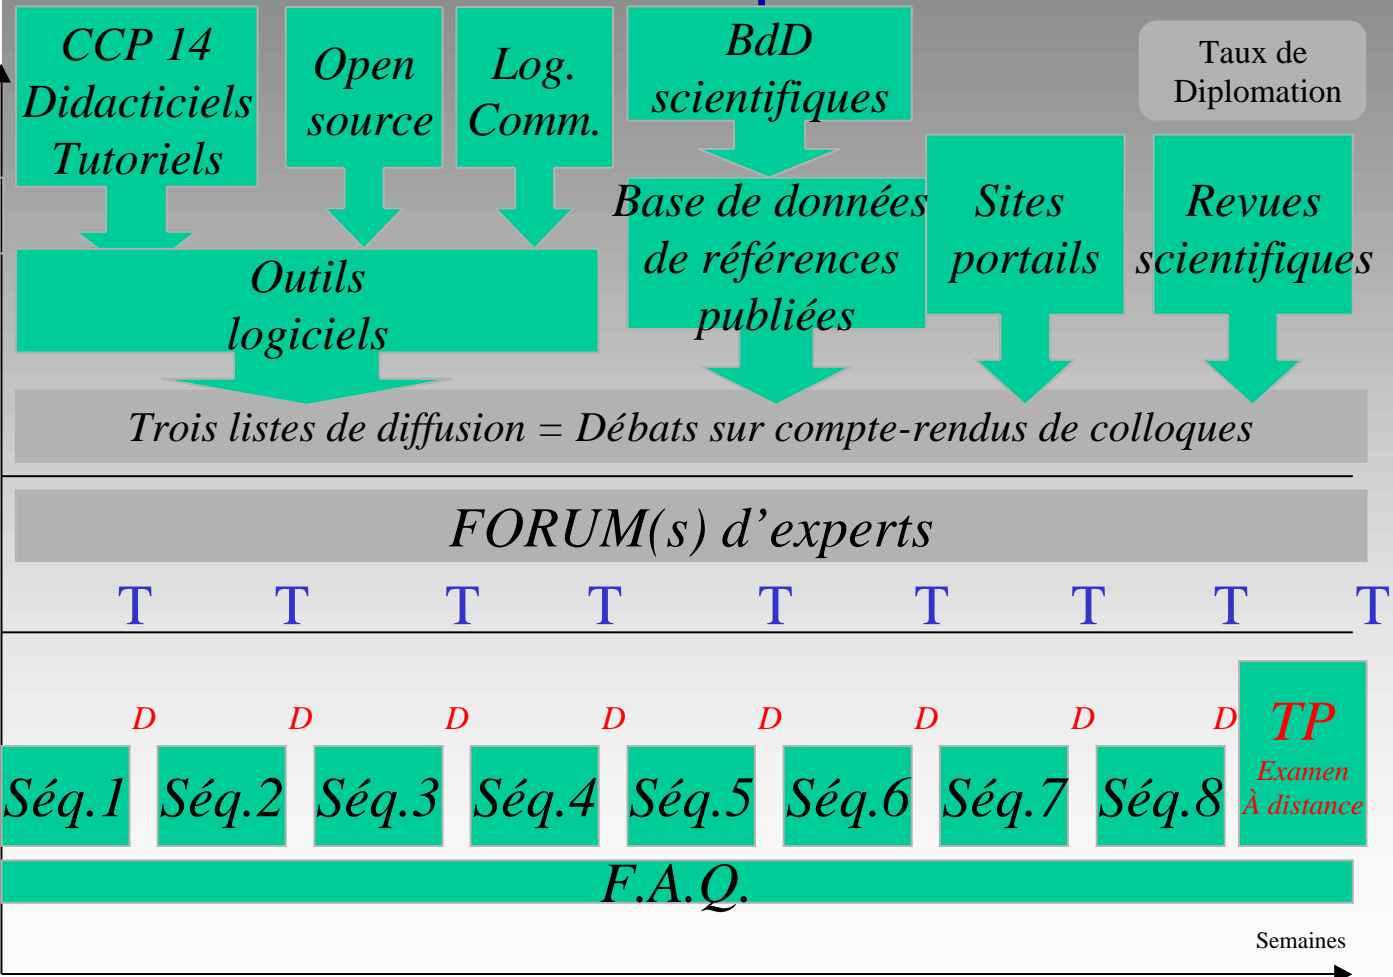 CCP 14
Didacticiels
Tutoriels
Open
source
Log.
Comm.
BdD
scientifiques
Taux de
Diplomation
Base de données
de références
publiées
Sites
portails
Revues
scientifiques
Outils
logiciels
Trois listes de diffusion = Débats sur compte-rendus de colloques
FORUM(s) d’experts
T T T T T T T T T
D D D D D D D D
TP
Examen
À distance
Séq.1 Séq.2 Séq.3 Séq.4 Séq.5 Séq.6 Séq.7 Séq.8
F.A.Q.
Semaines